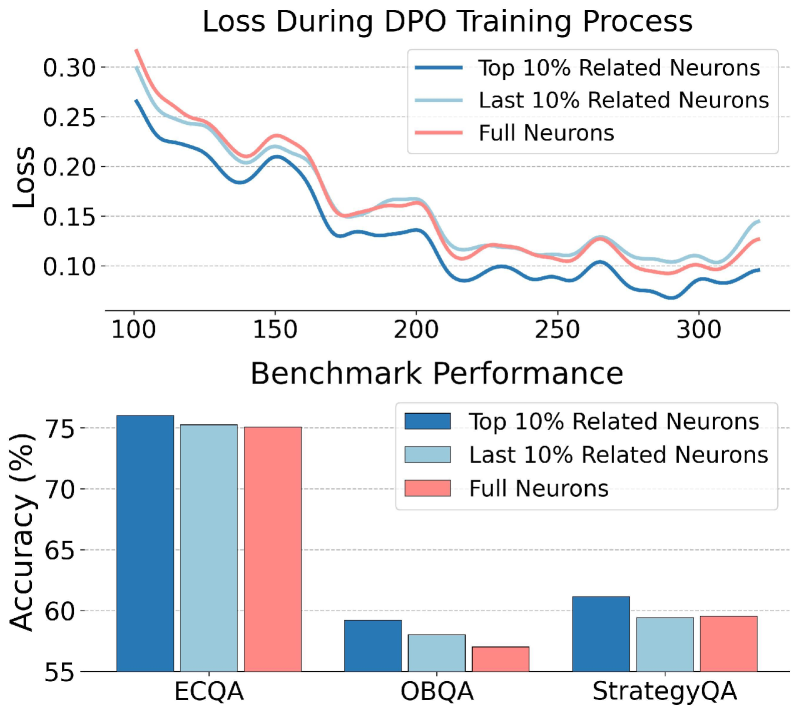 Loss During DPO Training Process
Loss
0.30
0.25
0.20
0.15
0.10
Top 10% Related Neurons
Last 10% Related Neurons
Full Neurons
100 150 200 250 300
Benchmark Performance
Accuracy (%)
75
70
65
60
55
Top 10% Related Neurons
Last 10% Related Neurons
Full Neurons
ECQA OBQA StrategyQA